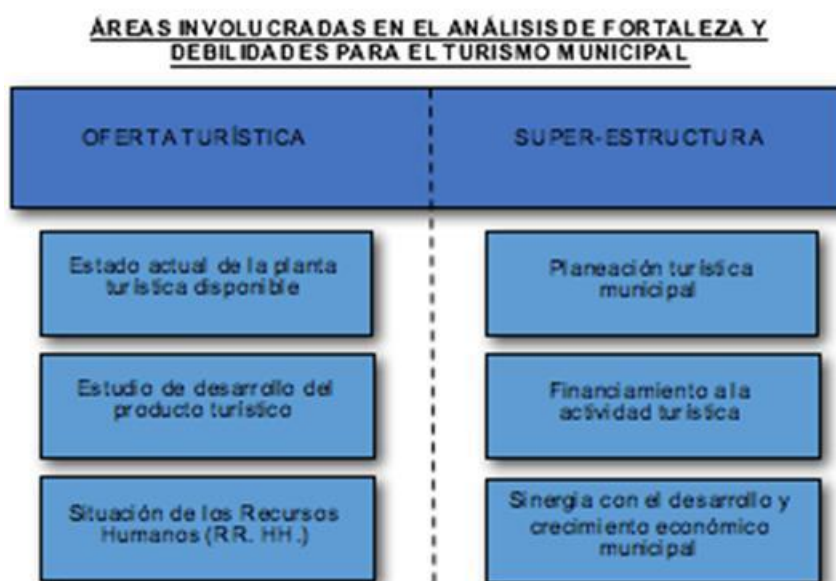 ÁREAS INVOLUCRADAS EN EL ANÁLISIS DE FORTALEZA Y
DEBILIDADES PARA EL TURISMO MUNICIPAL
OFERTA TURÍSTICA
SUPER-ESTRUCTURA
Estado actual de la planta
turística disponible
Planeación turística
municipal
Estudio de desarrollo del
producto turístico
Financiamiento a la
actividad turística
Situación de los Recursos
Humanos (RR. HH.)
Sinergia con el desarrollo y
crecimiento económico
municipal